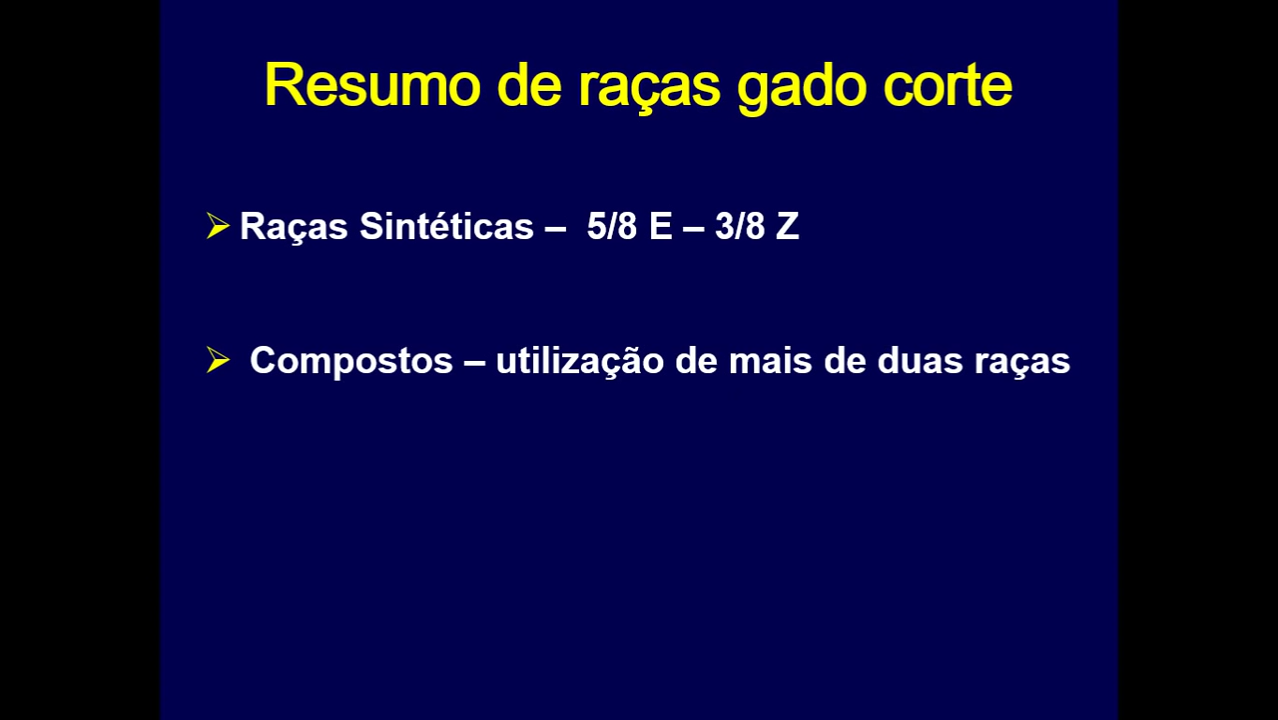 Resumo de raças gado corte
Raças Sintéticas – 5/8 E – 3/8 Z
Compostos – utilização de mais de duas raças